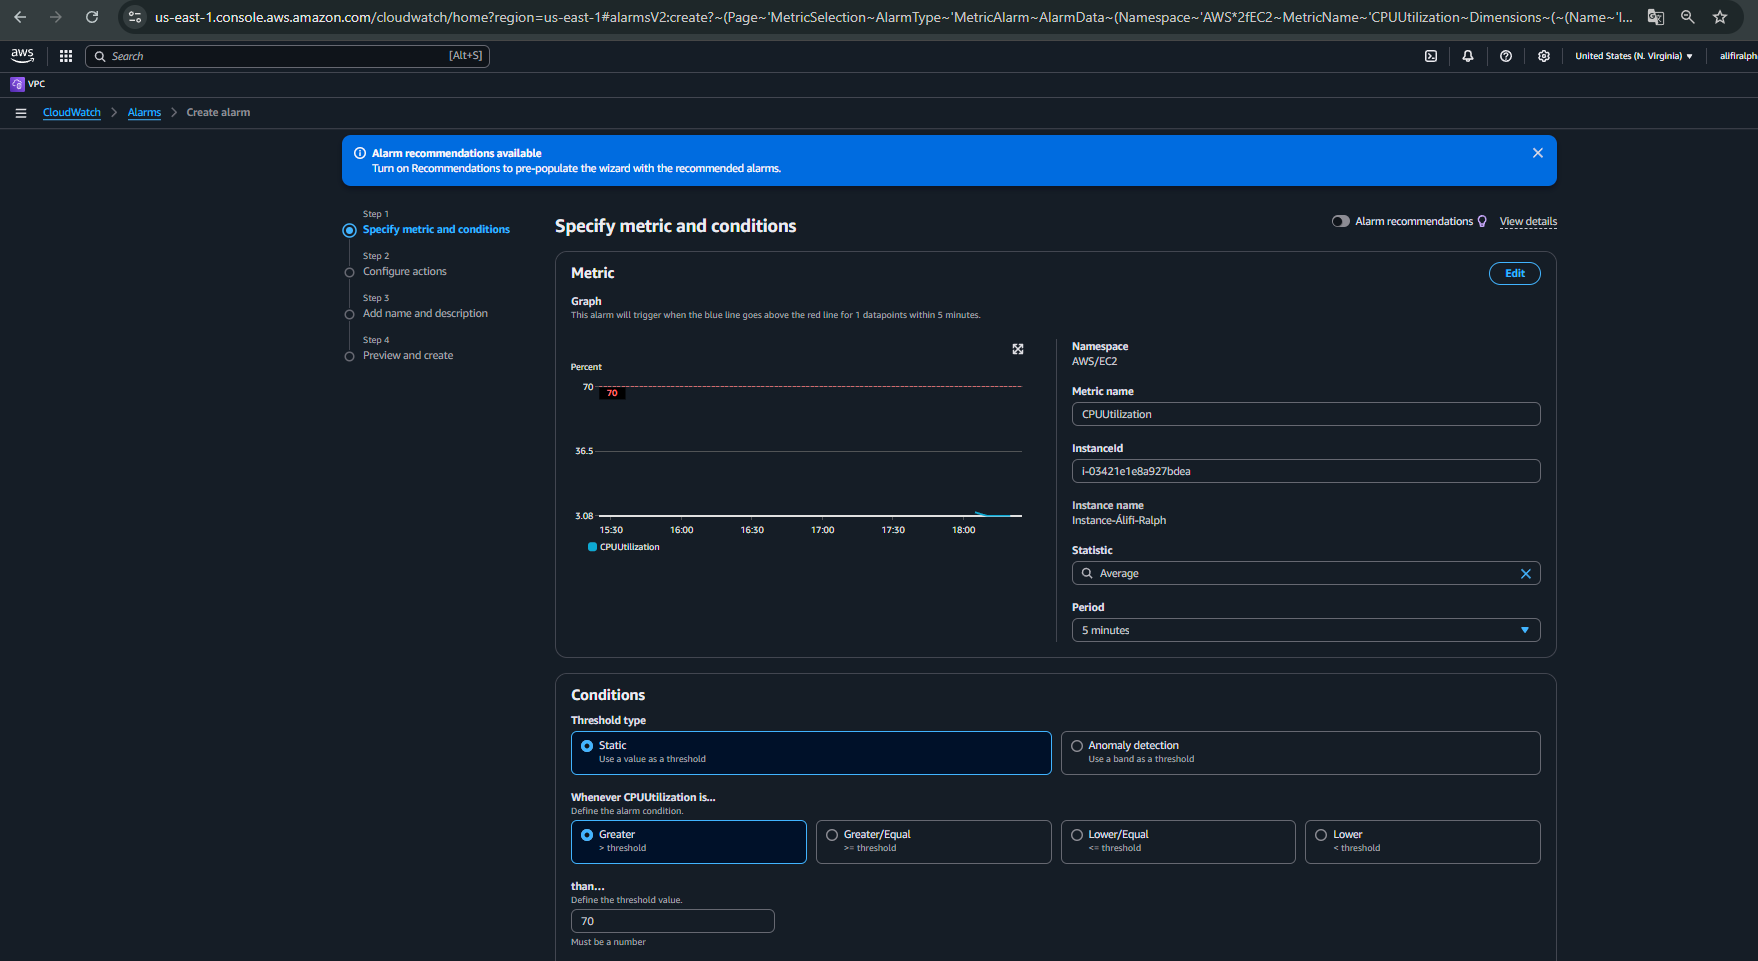 us-east-1.console.aws.amazon.com/cloudwatch/home?region=us-east-1#alarmsV2:create?~(Page~'MetricSelection~AlarmType~'MetricAlarm~AlarmData~(Namespace~'AWS*2fEC2~MetricName~'CPUUtilization~Dimensions~(~(Name~'I...
aws
Search
[Alt+S]
United States (N. Virginia)
alifiralph
VPC
CloudWatch
Alarms
Create alarm
Alarm recommendations available
Turn on Recommendations to pre-populate the wizard with the recommended alarms.
Step 1
Specify metric and conditions
Step 2
Configure actions
Step 3
Add name and description
Step 4
Preview and create
Specify metric and conditions
Alarm recommendations
View details
Metric
Edit
Graph
This alarm will trigger when the blue line goes above the red line for 1 datapoints within 5 minutes.
Percent
70
70
36.5
3.08
15:30 16:00 16:30 17:00 17:30 18:00
CPUUtilization
Namespace
AWS/EC2
Metric name
CPUUtilization
InstanceId
i-03421e1e8a927bdea
Instance name
Instance-Álifi-Ralph
Statistic
Average
Period
5 minutes
Conditions
Threshold type
Static
Use a value as a threshold
Anomaly detection
Use a band as a threshold
Whenever CPUUtilization is...
Define the alarm condition.
Greater
> threshold
Greater/Equal
>= threshold
Lower/Equal
<= threshold
Lower
< threshold
than...
Define the threshold value.
70
Must be a number